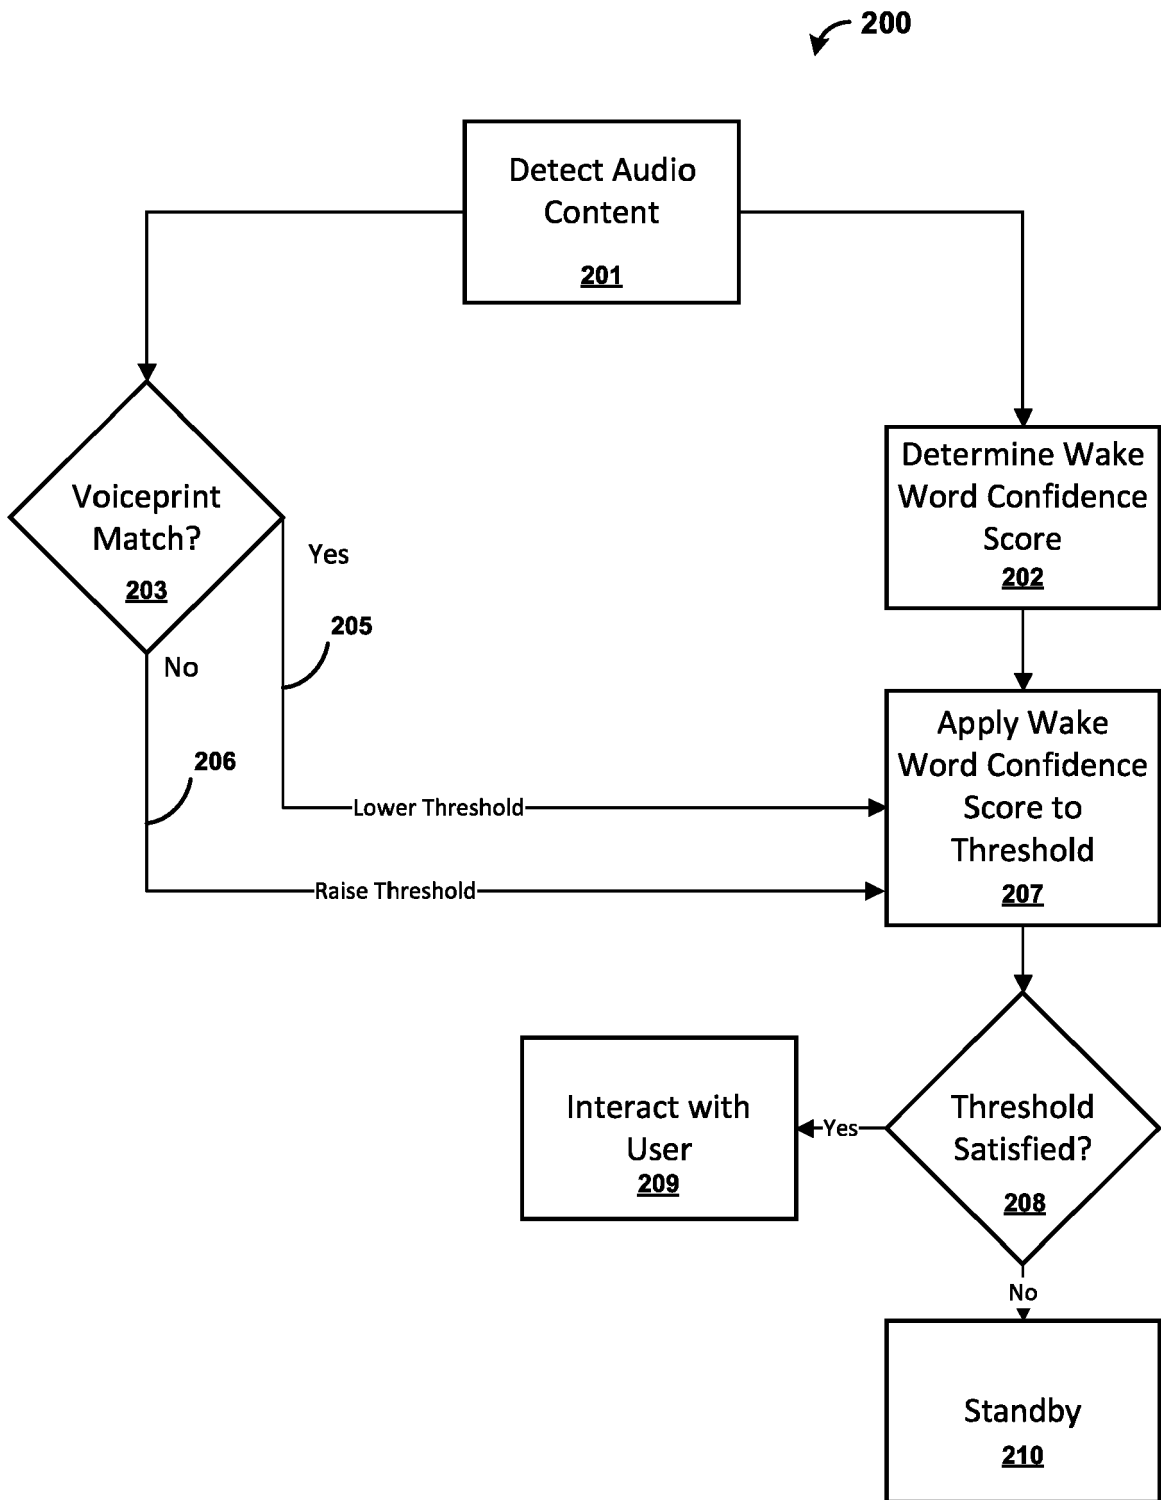 200
Detect Audio
Content
201
Voiceprint
Match?
203
Yes
No
205
206
Lower Threshold
Raise Threshold
Determine Wake
Word Confidence
Score
202
Apply Wake
Word Confidence
Score to
Threshold
207
Threshold
Satisfied?
208
Yes
Interact with
User
209
No
Standby
210